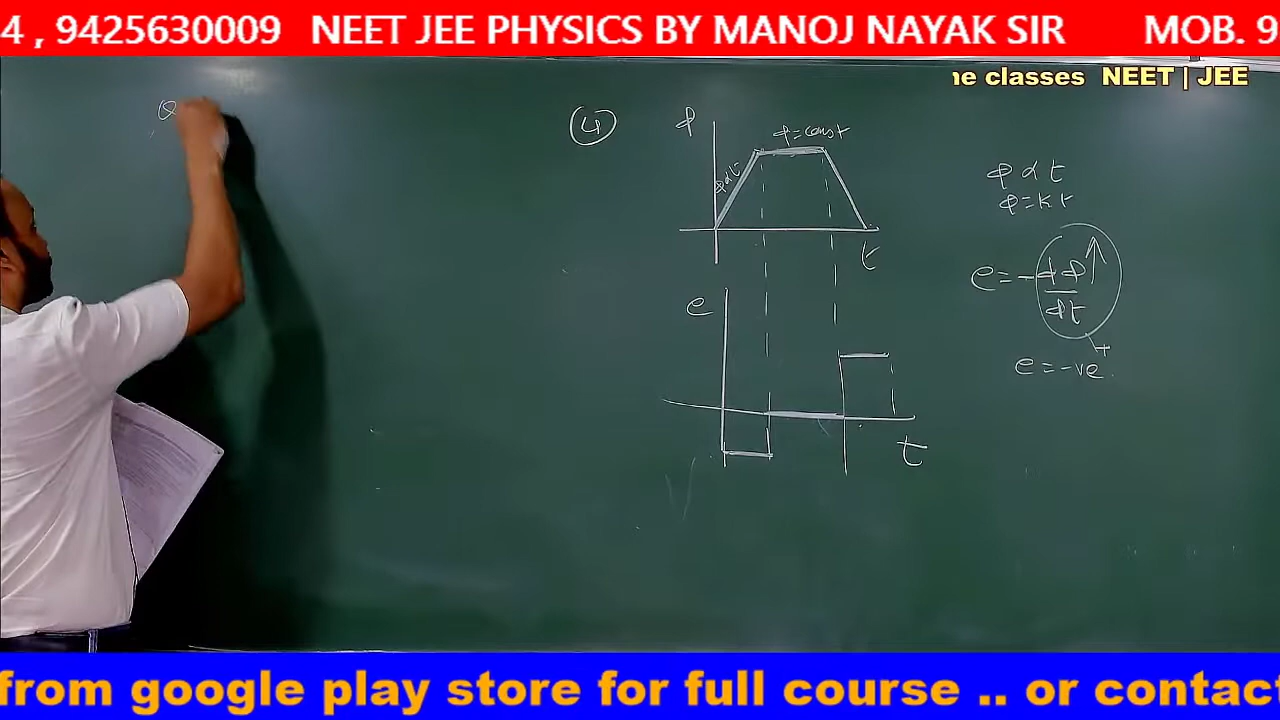 4 , 9425630009 NEET JEE PHYSICS BY MANOJ NAYAK SIR MOB. 9
ne classes NEET | JEE
Q
4
φ
φ=const
φ∝t
t
e
t
φ ∝ t
φ=kt
e=-dφ↑
dt
+
e=-ve
from google play store for full course .. or contact